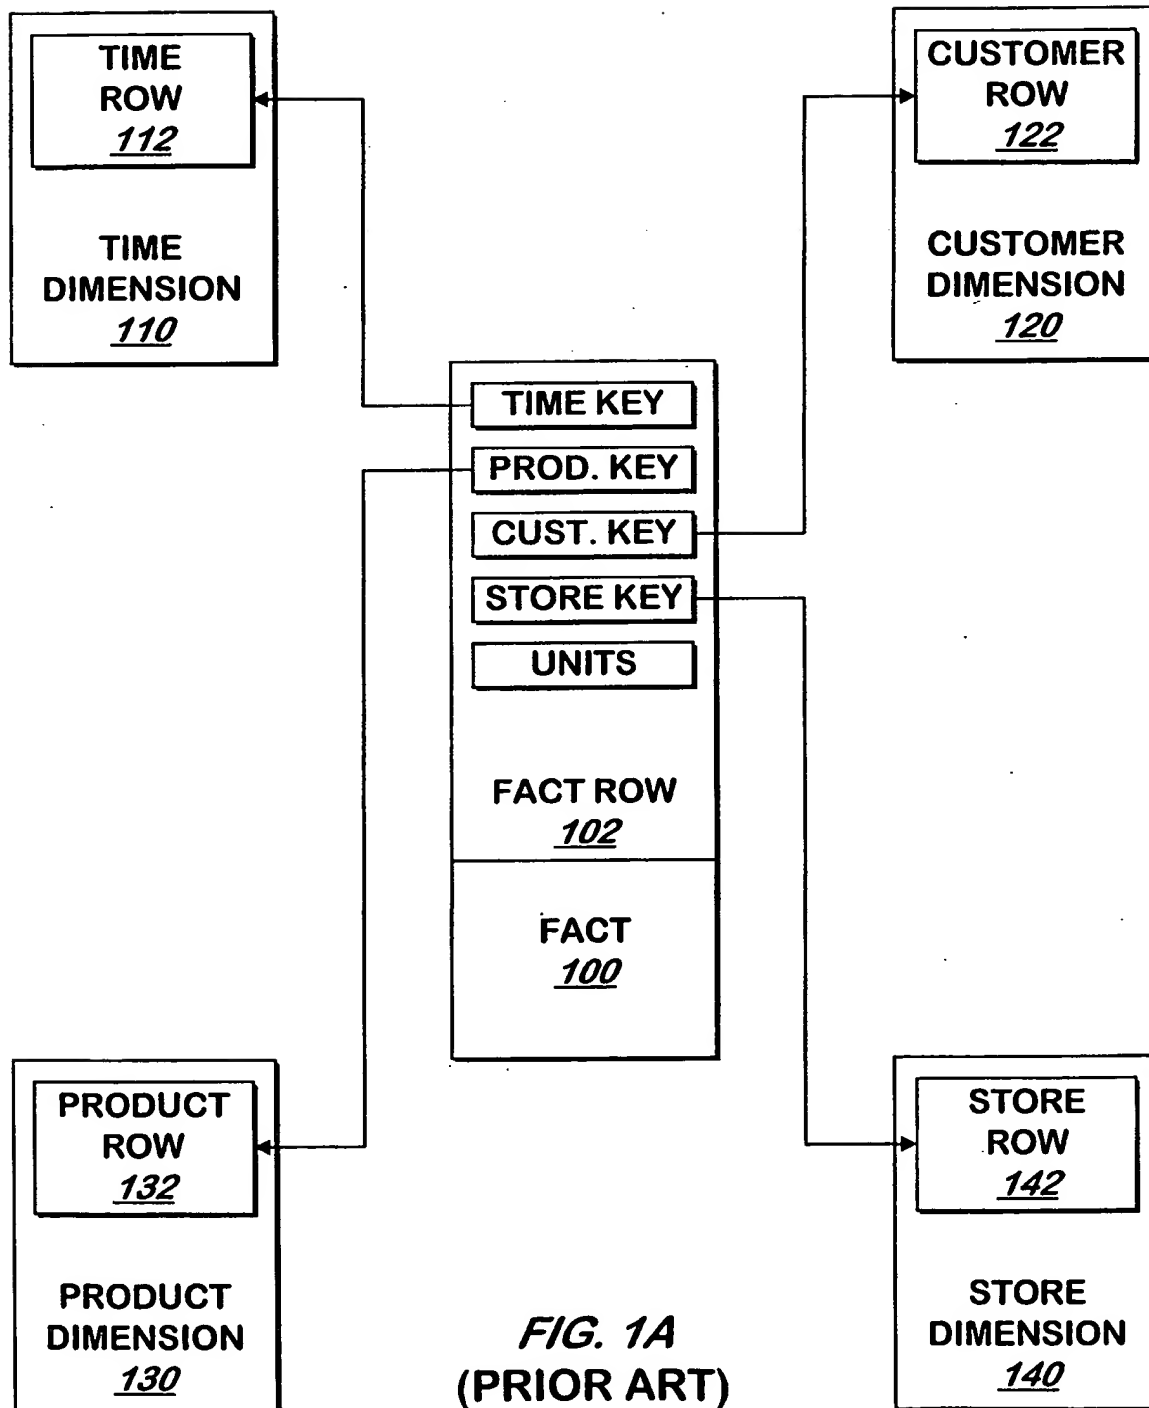 TIME
ROW
112
TIME
DIMENSION
110
CUSTOMER
ROW
122
CUSTOMER
DIMENSION
120
TIME KEY
PROD. KEY
CUST. KEY
STORE KEY
UNITS
FACT ROW
102
FACT
100
PRODUCT
ROW
132
PRODUCT
DIMENSION
130
STORE
ROW
142
STORE
DIMENSION
140
FIG. 1A
(PRIOR ART)